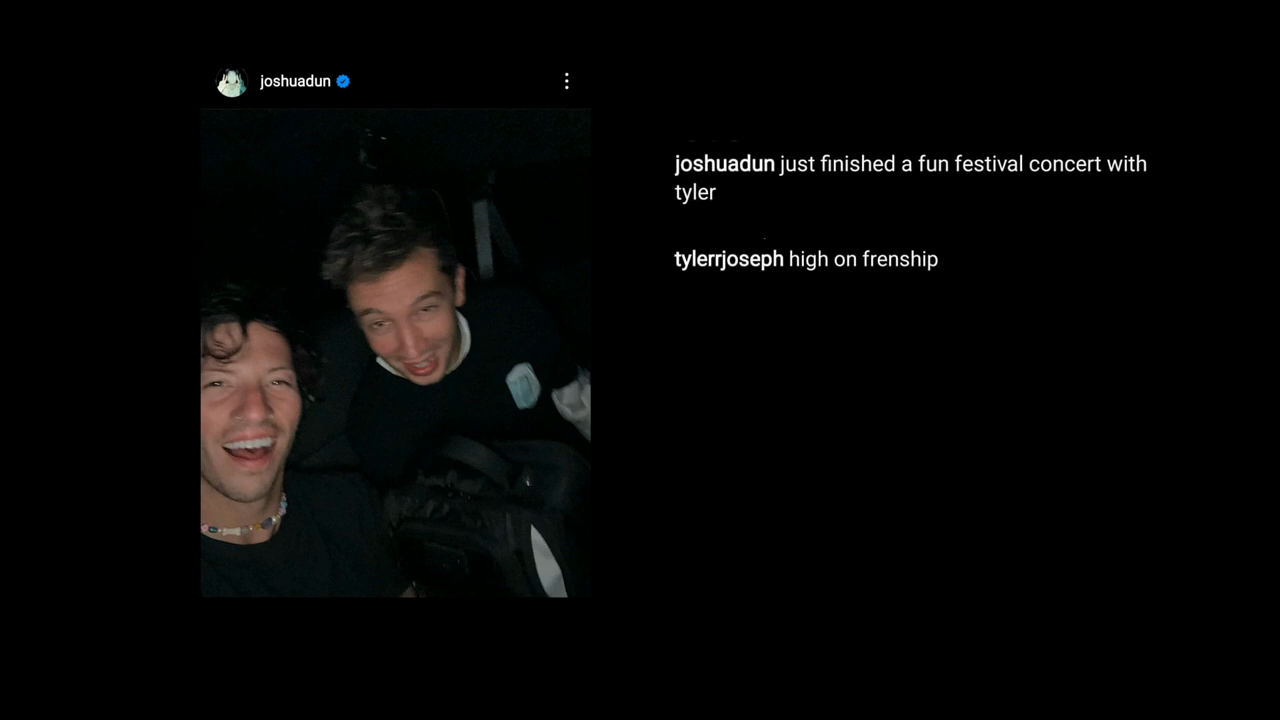 joshuadun
joshuadun just finished a fun festival concert with
tyler
tylerrjoseph high on frenship